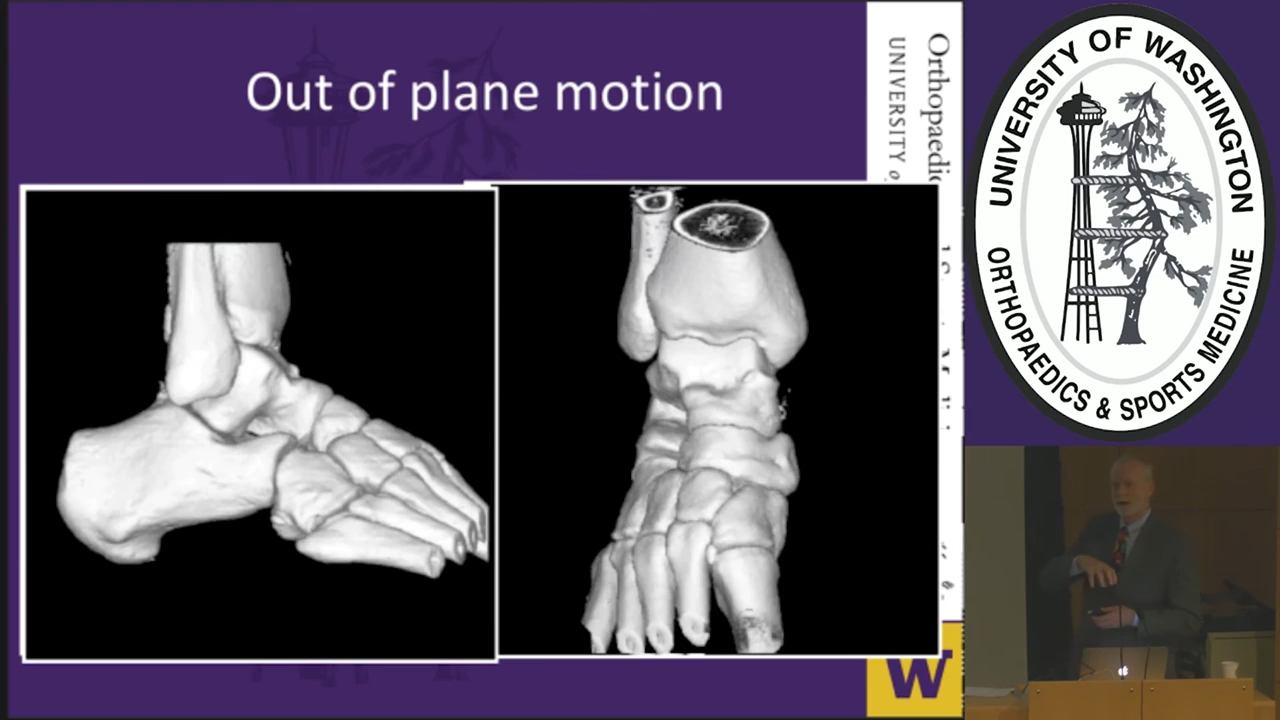 Out of plane motion
Orthopaedic
UNIVERSITY o
W
UNIVERSITY OF WASHINGTON
ORTHOPAEDICS & SPORTS MEDICINE